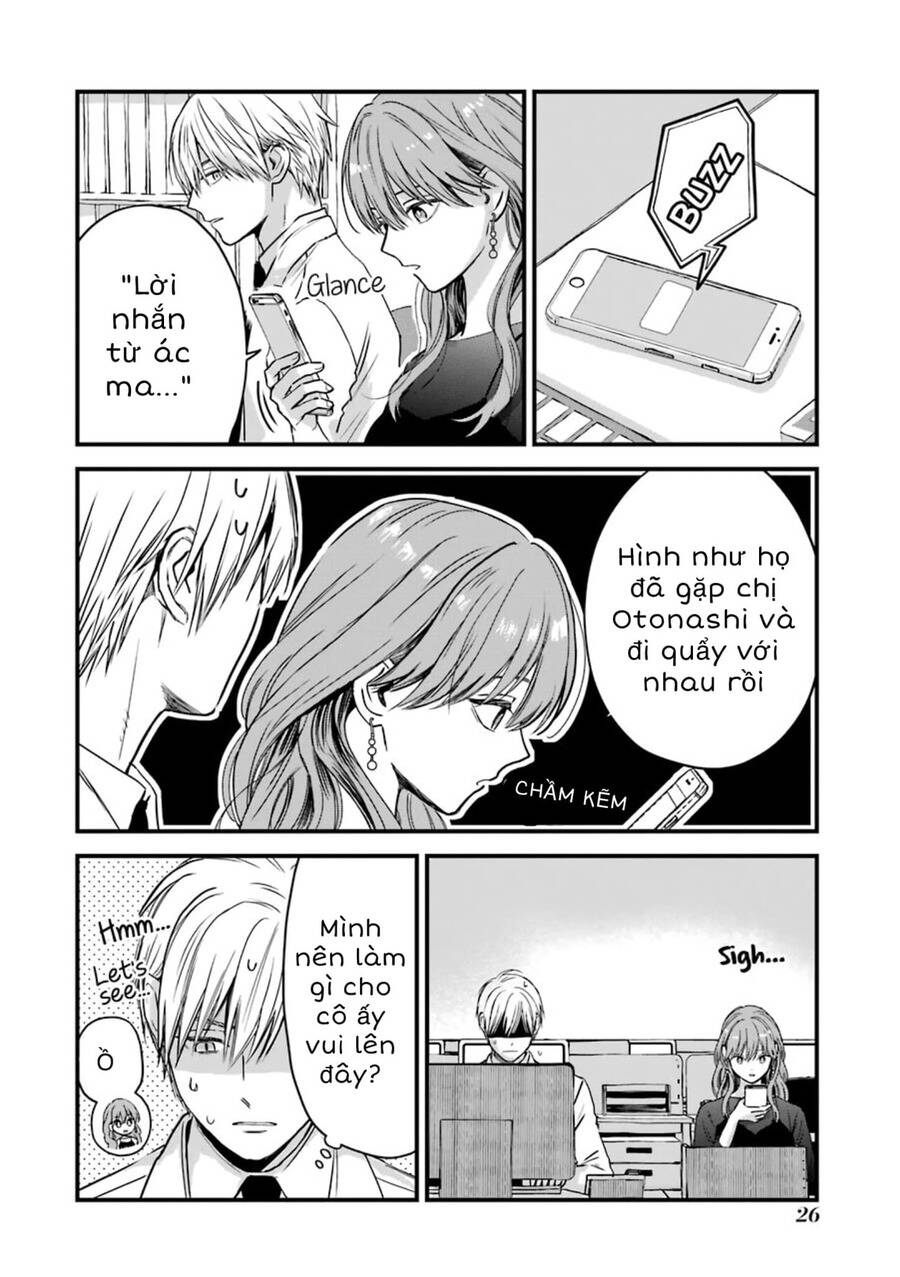 BUZZ
Glance
"Lời
nhắn
từ ác
ma..."
Hình như họ
đã gặp chị
Otonashi và
đi quẩy với
nhau rồi
CHẦM KẼM
Hmm...
Let's
see...
Ồ
Mình
nên làm
gì cho
cô ấy
vui lên
đây?
Sigh...
26